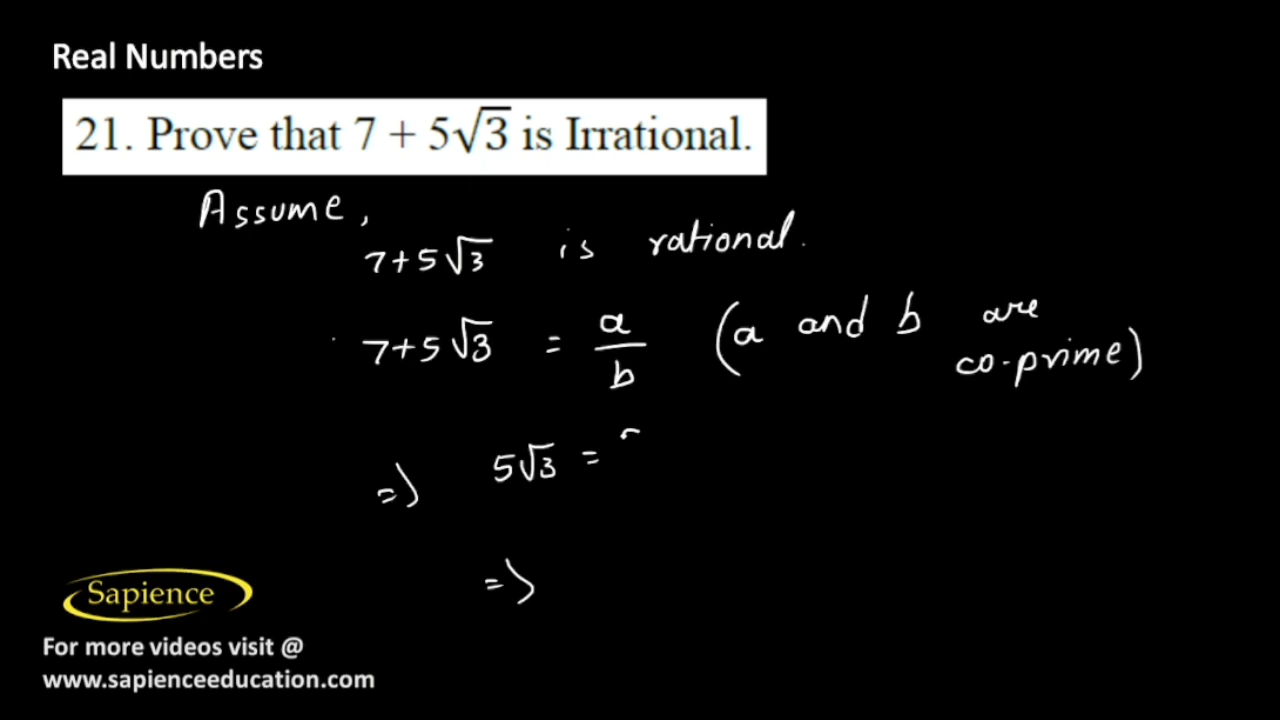 Real Numbers
21. Prove that 7 + 5√3 is Irrational.
Assume,
7+5√3 is rational.
7+5√3 = a/b (a and b are
co-prime)
=> 5√3 =
=>
Sapience
For more videos visit @
www.sapienceeducation.com